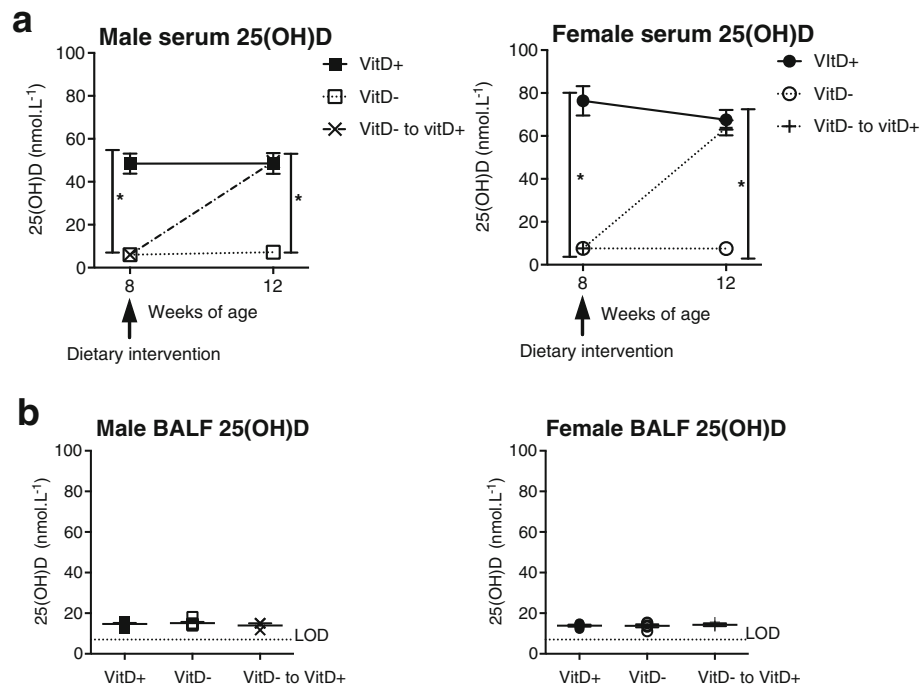 a
Male serum 25(OH)D
25(OH)D (nmol.L-1)
100
80
60
40
20
0
*
*
8
12
Weeks of age
Dietary intervention
VitD+
VitD-
VitD- to vitD+
Female serum 25(OH)D
25(OH)D (nmol.L-1)
100
80
60
40
20
0
*
*
8
12
Weeks of age
Dietary intervention
VItD+
VitD-
VitD- to vitD+
b
Male BALF 25(OH)D
25(OH)D (nmol.L-1)
100
80
60
40
20
0
LOD
VitD+ VitD- VitD- to VitD+
Female BALF 25(OH)D
25(OH)D (nmol.L-1)
100
80
60
40
20
0
LOD
VitD+ VitD- VitD- to VitD+